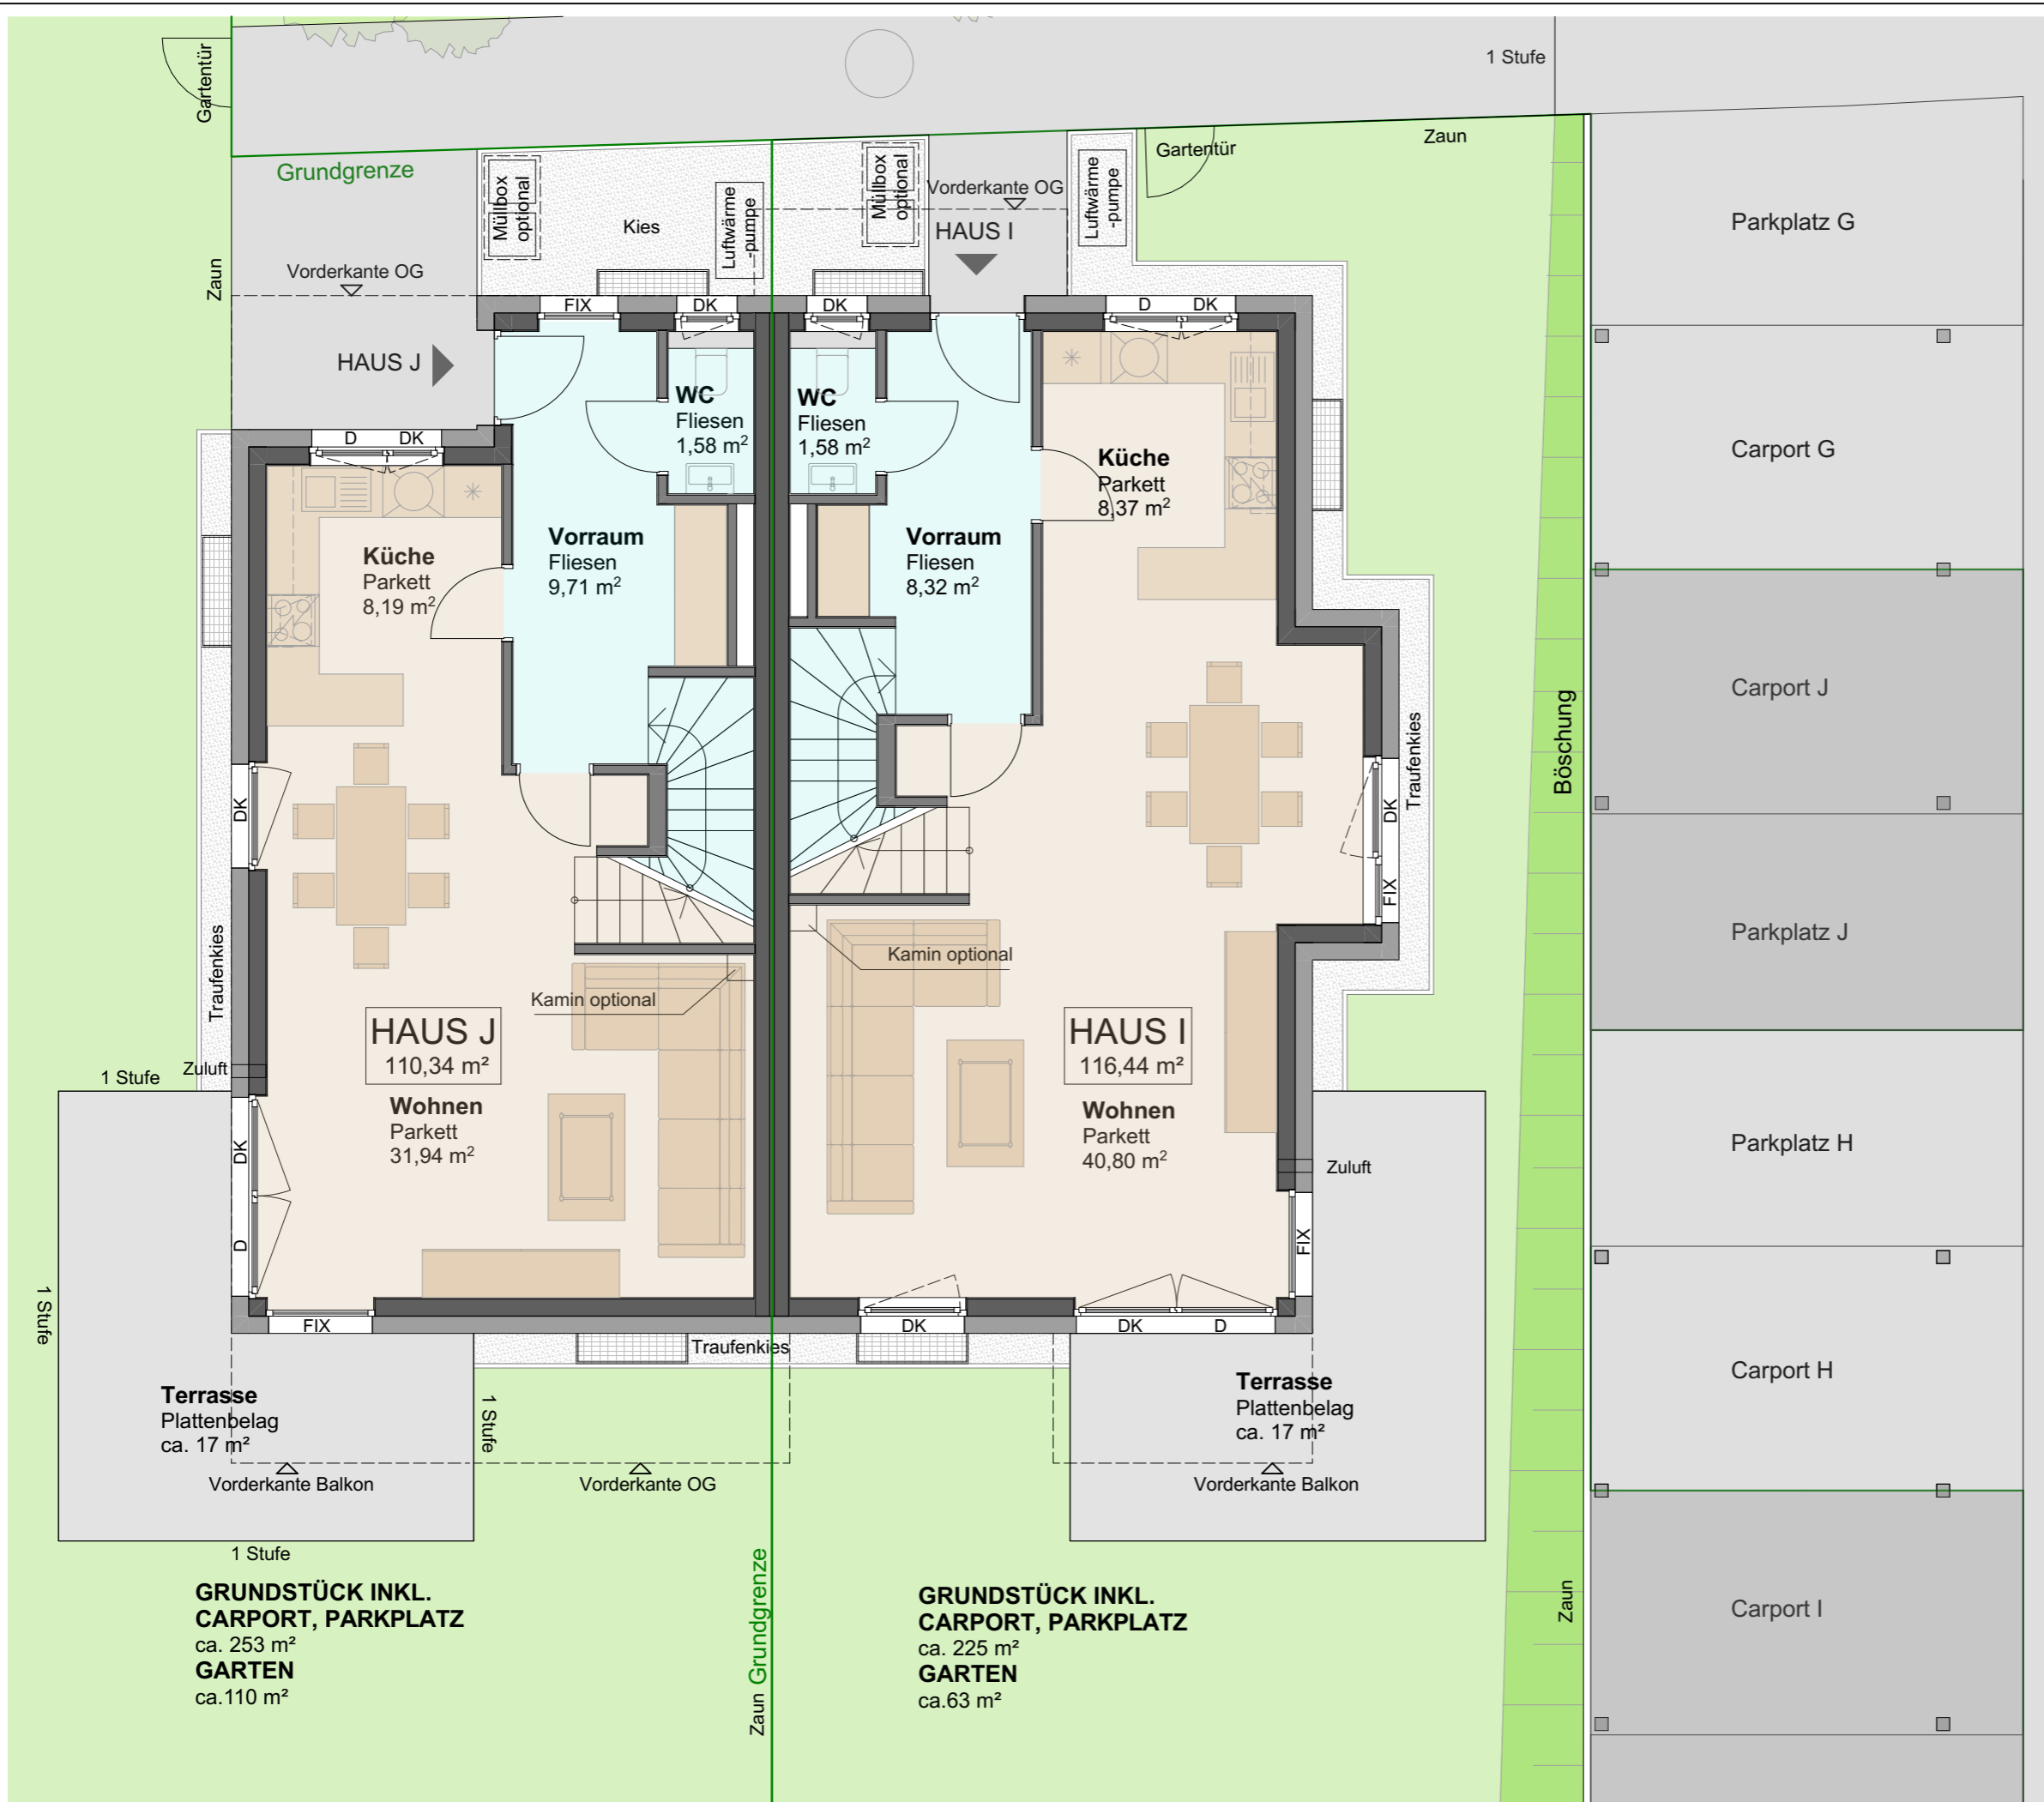 Gartentür
1 Stufe
Grundgrenze
Zaun
Müllbox
optional
Kies
Luftwärme
-pumpe
Müllbox
optional
Vorderkante OG
HAUS I
Luftwärme
-pumpe
Gartentür
Zaun
Vorderkante OG
HAUS J
FIX
DK
DK
D
DK
WC
Fliesen
1,58 m²
WC
Fliesen
1,58 m²
D
DK
Küche
Parkett
8,19 m²
Vorraum
Fliesen
9,71 m²
Vorraum
Fliesen
8,32 m²
Küche
Parkett
8,37 m²
Parkplatz G
Carport G
Carport J
Parkplatz J
Parkplatz H
Carport H
Carport I
Böschung
Zaun
Traufenkies
DK
FIX
DK
Traufenkies
Kamin optional
Kamin optional
HAUS J
110,34 m²
HAUS I
116,44 m²
Zuluft
1 Stufe
Wohnen
Parkett
31,94 m²
Wohnen
Parkett
40,80 m²
Zuluft
DK
D
FIX
1 Stufe
FIX
Traufenkies
DK
DK
D
Terrasse
Plattenbelag
ca. 17 m²
1 Stufe
Terrasse
Plattenbelag
ca. 17 m²
Vorderkante Balkon
Vorderkante OG
Vorderkante Balkon
1 Stufe
GRUNDSTÜCK INKL.
CARPORT, PARKPLATZ
ca. 253 m²
GARTEN
ca.110 m²
Zaun Grundgrenze
GRUNDSTÜCK INKL.
CARPORT, PARKPLATZ
ca. 225 m²
GARTEN
ca.63 m²